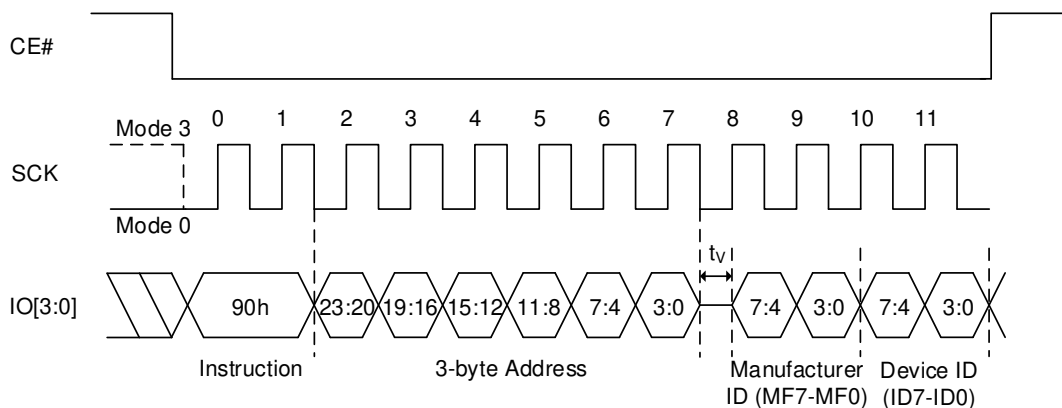 CE#
0 1 2 3 4 5 6 7 8 9 10 11
Mode 3
SCK
Mode 0
tV
IO[3:0] 90h 23:20 19:16 15:12 11:8 7:4 3:0 7:4 3:0 7:4 3:0
Instruction 3-byte Address Manufacturer Device ID
ID (MF7-MF0) (ID7-ID0)